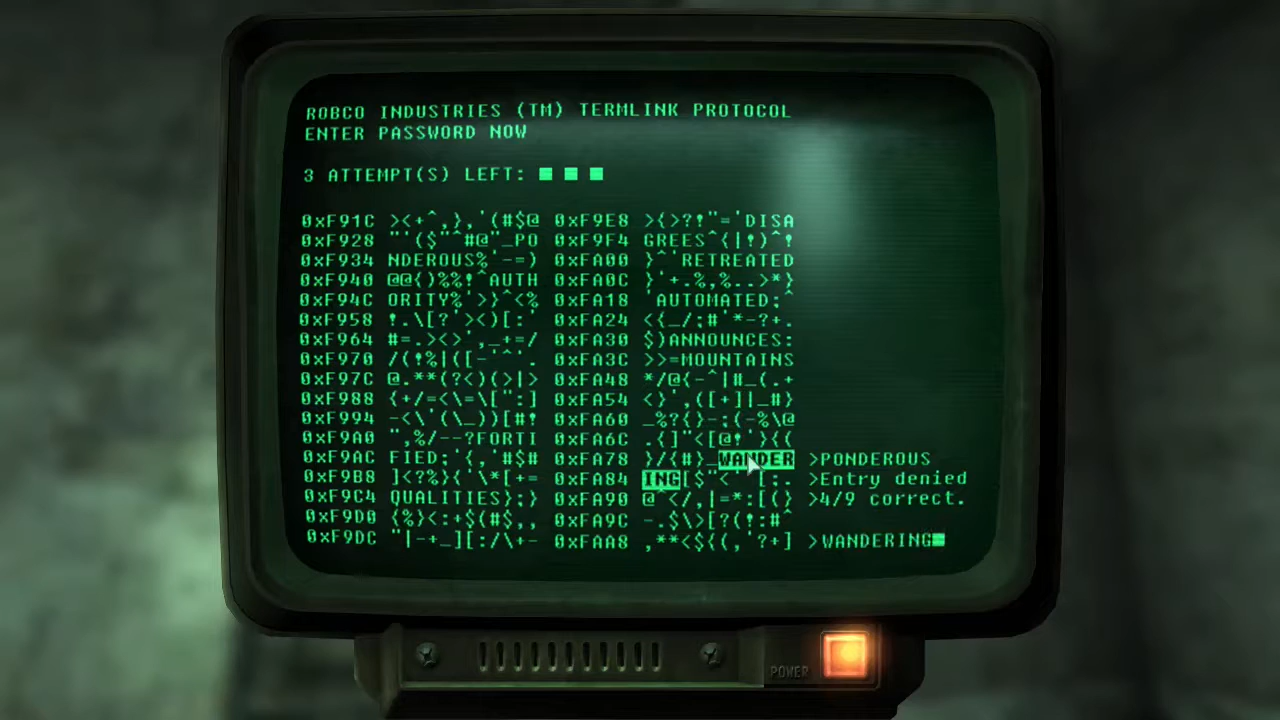 ROBCO INDUSTRIES (TM) TERMLINK PROTOCOL
ENTER PASSWORD NOW
3 ATTEMPT(S) LEFT: ■ ■ ■
0xF91C ><+^,},'(#$@ 0xF9E8 >{>?!"='DISA
0xF928 "'($"^#@"_PO 0xF9F4 GREES^{|!)^!
0xF934 NDEROUS%'-=) 0xFA00 }^'RETREATED
0xF940 @@{)%%!^AUTH 0xFA0C }'+.%,%..>*}
0xF94C ORITY%'>}^<% 0xFA18 'AUTOMATED;^
0xF958 !.\[?'><)[:' 0xFA24 <{_/;#'*-?+.
0xF964 #=.><>',_+=/ 0xFA30 $)ANNOUNCES:
0xF970 /(!%|([-'^'. 0xFA3C >>=MOUNTAINS
0xF97C @.**(?<)(>|> 0xFA48 */@{-^|#_(.+
0xF988 {+/=<\=\[":] 0xFA54 <}',([+]|_#}
0xF994 -<\'(\_))[#! 0xFA60 _%?{}-;(-%\@
0xF9A0 ",%/--?FORTI 0xFA6C .{]"<[@!'}{(
0xF9AC FIED;'{,'#$# 0xFA78 }/{#}_WANDER >PONDEROUS
0xF9B8 ]<?%}{'\*[+= 0xFA84 ING[$"<''[:. >Entry denied
0xF9C4 QUALITIES};} 0xFA90 @^</,|=*:[(} >4/9 correct.
0xF9D0 {%}<:+$(#$,, 0xFA9C -.$\>[?(!:#^
0xF9DC "|-+_][:/\+- 0xFAA8 ,**<${(,'?+] >WANDERING■
POWER